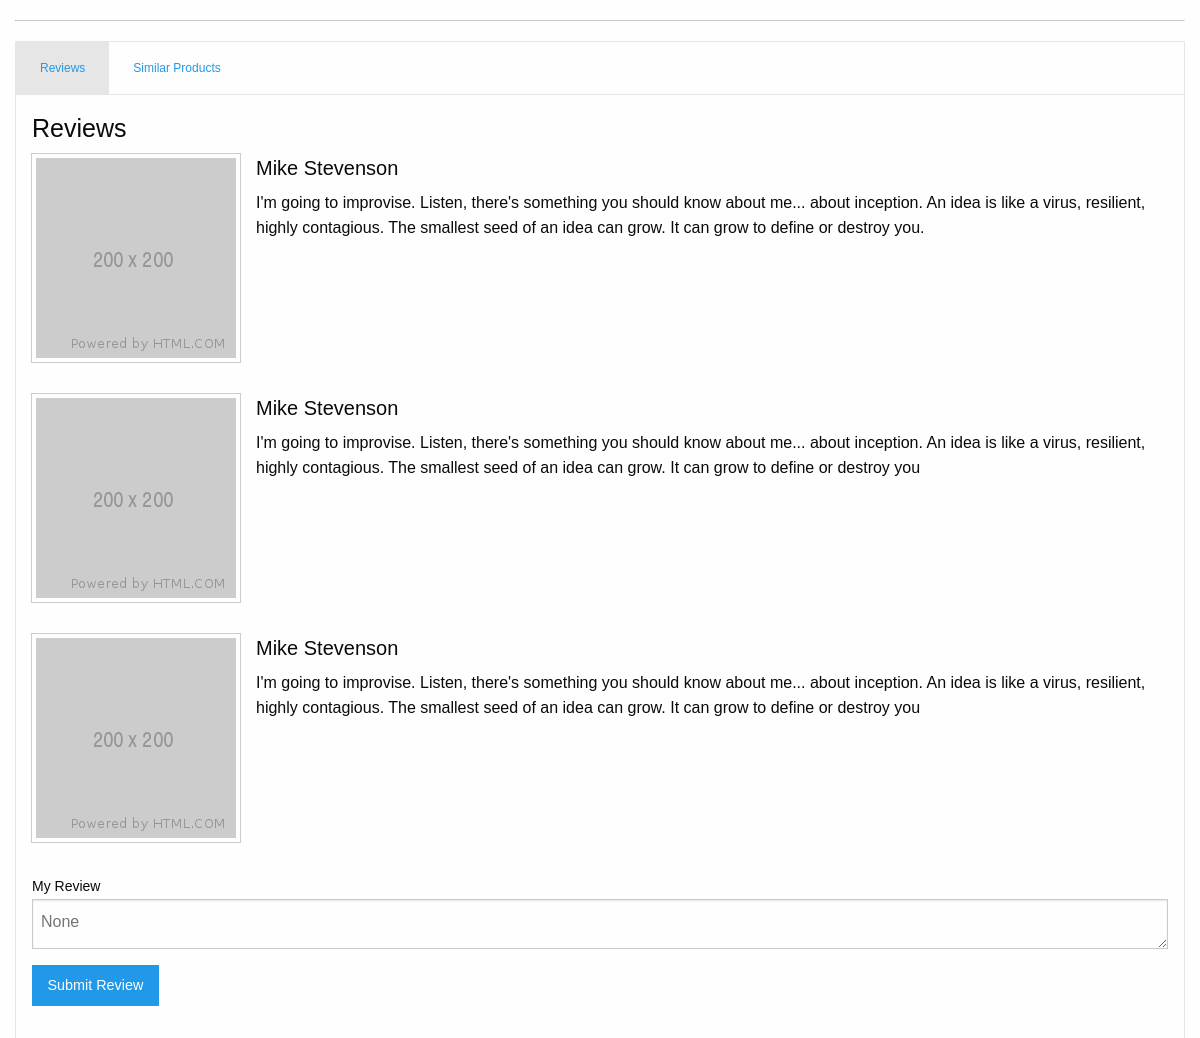 Reviews
Similar Products
Reviews
200 x 200
Powered by HTML.COM
Mike Stevenson
I'm going to improvise. Listen, there's something you should know about me... about inception. An idea is like a virus, resilient,
highly contagious. The smallest seed of an idea can grow. It can grow to define or destroy you.
200 x 200
Powered by HTML.COM
Mike Stevenson
I'm going to improvise. Listen, there's something you should know about me... about inception. An idea is like a virus, resilient,
highly contagious. The smallest seed of an idea can grow. It can grow to define or destroy you
200 x 200
Powered by HTML.COM
Mike Stevenson
I'm going to improvise. Listen, there's something you should know about me... about inception. An idea is like a virus, resilient,
highly contagious. The smallest seed of an idea can grow. It can grow to define or destroy you
My Review
None
Submit Review